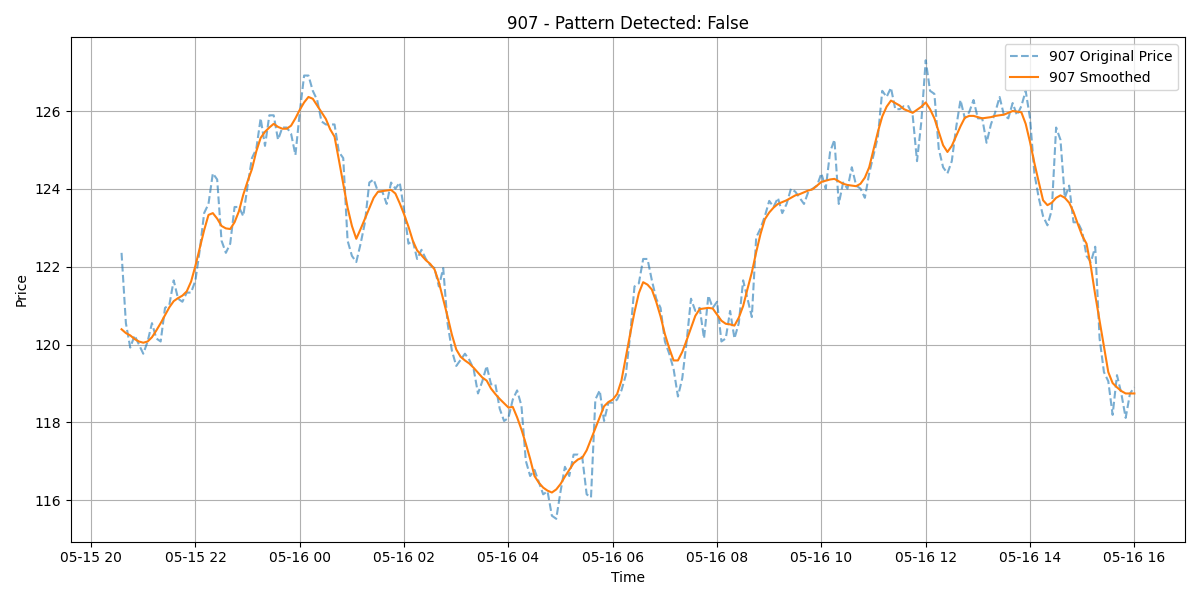 907 - Pattern Detected: False
907 Original Price
907 Smoothed
Price
126
124
122
120
118
116
05-15 20 05-15 22 05-16 00 05-16 02 05-16 04 05-16 06 05-16 08 05-16 10 05-16 12 05-16 14 05-16 16
Time